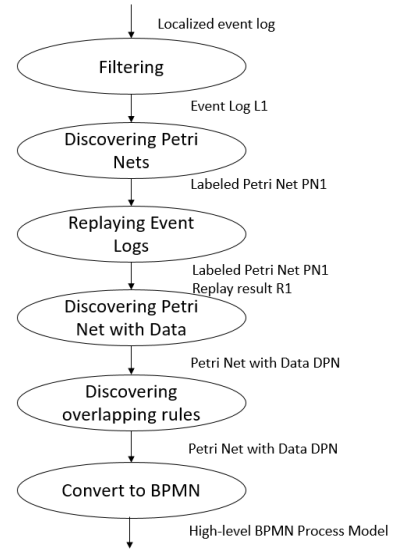 Localized event log
Filtering
Event Log L1
Discovering Petri
Nets
Labeled Petri Net PN1
Replaying Event
Logs
Labeled Petri Net PN1
Replay result R1
Discovering Petri
Net with Data
Petri Net with Data DPN
Discovering
overlapping rules
Petri Net with Data DPN
Convert to BPMN
High-level BPMN Process Model